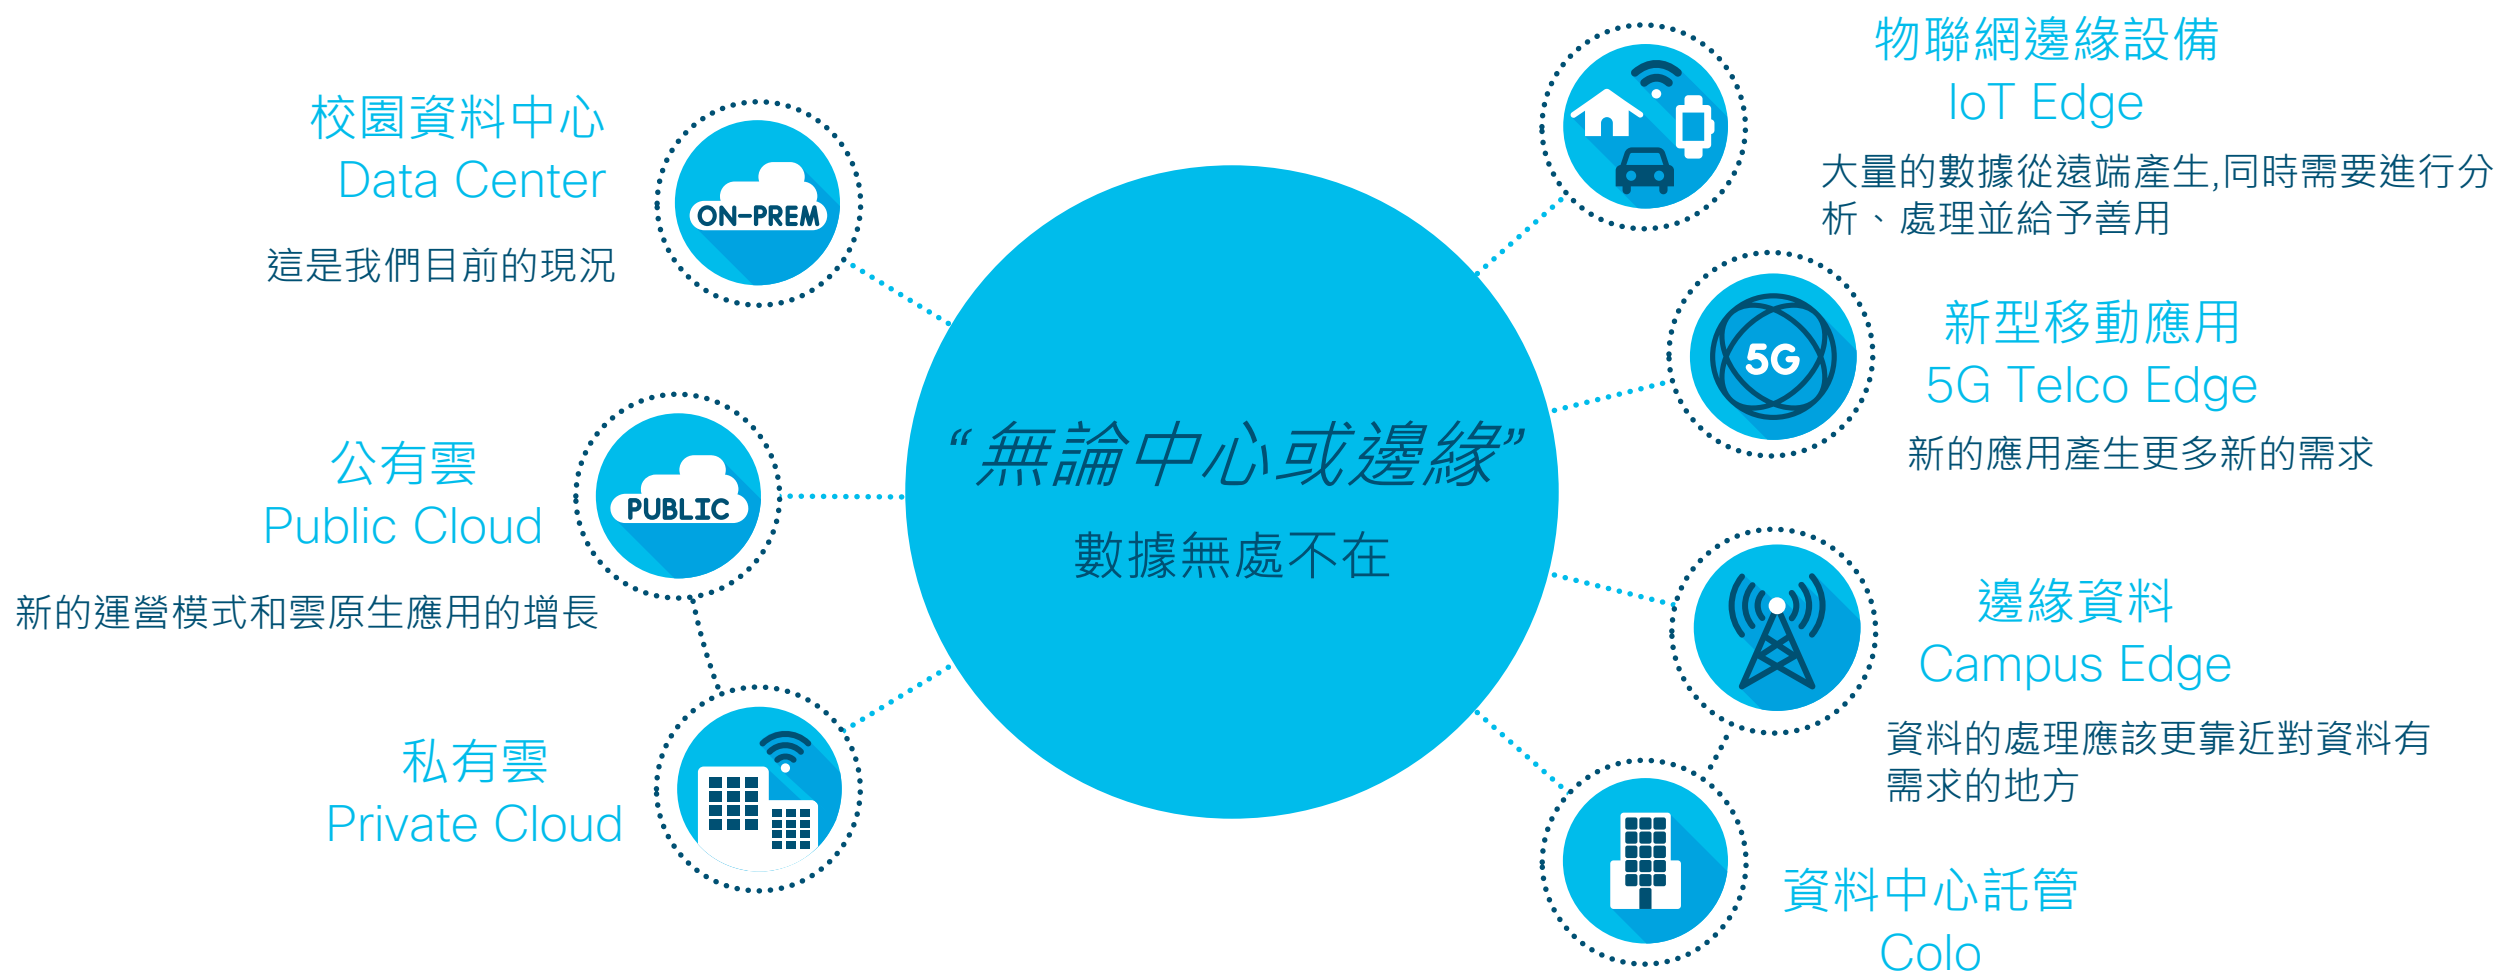 校園資料中心
Data Center
ON-PREM
這是我們目前的現況
公有雲
Public Cloud
PUBLIC
新的運營模式和雲原生應用的增長
私有雲
Private Cloud
“無論中心或邊緣”
數據無處不在
物聯網邊緣設備
IoT Edge
大量的數據從遠端產生,同時需要進行分
析、處理並給予善用
新型移動應用
5G Telco Edge
5G
新的應用產生更多新的需求
邊緣資料
Campus Edge
資料的處理應該更靠近對資料有
需求的地方
資料中心託管
Colo